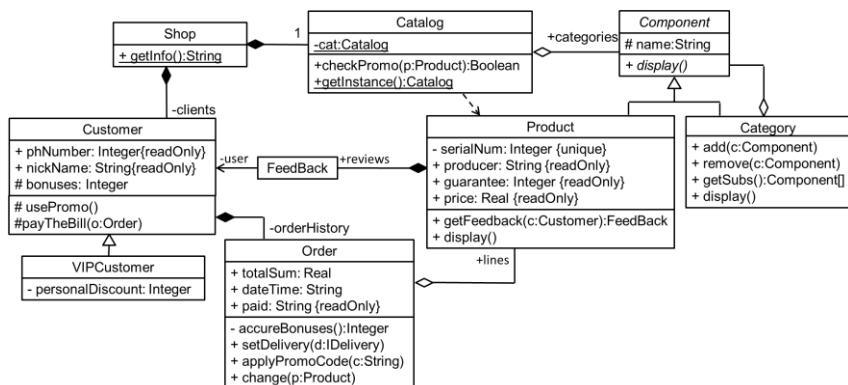 Shop
+ getInfo():String
1
Catalog
-cat:Catalog
+checkPromo(p:Product):Boolean
+getInstance():Catalog
+categories
Component
# name:String
+ display()
-clients
Customer
+ phNumber: Integer{readOnly}
+ nickName: String{readOnly}
# bonuses: Integer
# usePromo()
#payTheBill(o:Order)
-user
FeedBack
+reviews
Product
- serialNum: Integer {unique}
+ producer: String {readOnly}
+ guarantee: Integer {readOnly}
+ price: Real {readOnly}
+ getFeedback(c:Customer):FeedBack
+ display()
Category
+ add(c:Component)
+ remove(c:Component)
+ getSubs():Component[]
+ display()
-orderHistory
+lines
VIPCustomer
- personalDiscount: Integer
Order
+ totalSum: Real
+ dateTime: String
+ paid: String {readOnly}
- accureBonuses():Integer
+ setDelivery(d:IDelivery)
+ applyPromoCode(c:String)
+ change(p:Product)